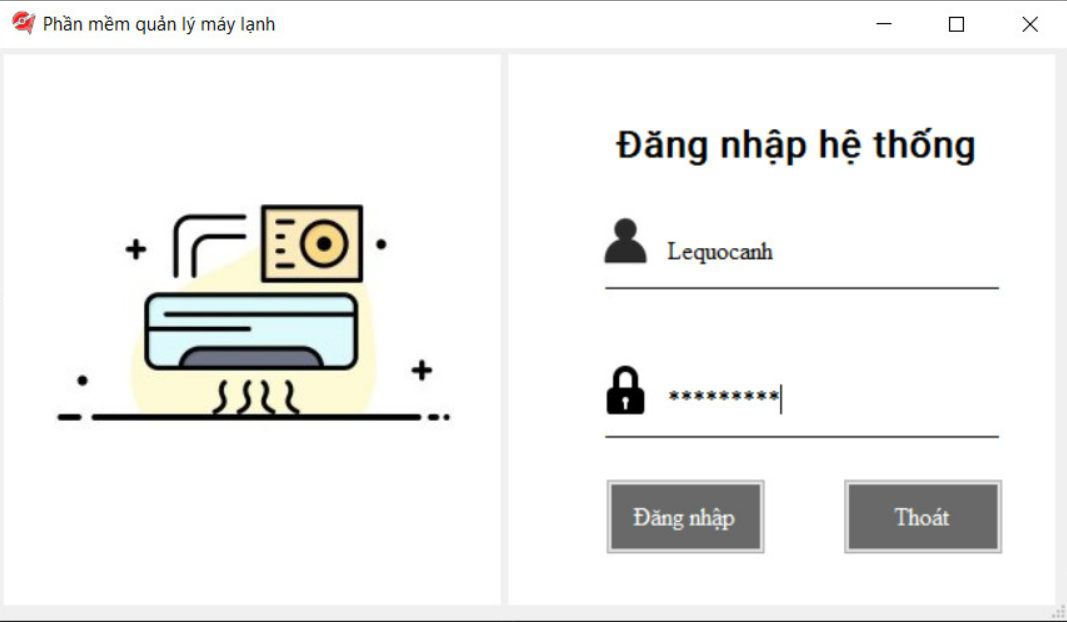 Phần mềm quản lý máy lạnh
Đăng nhập hệ thống
Lequocanh
*********
Đăng nhập
Thoát